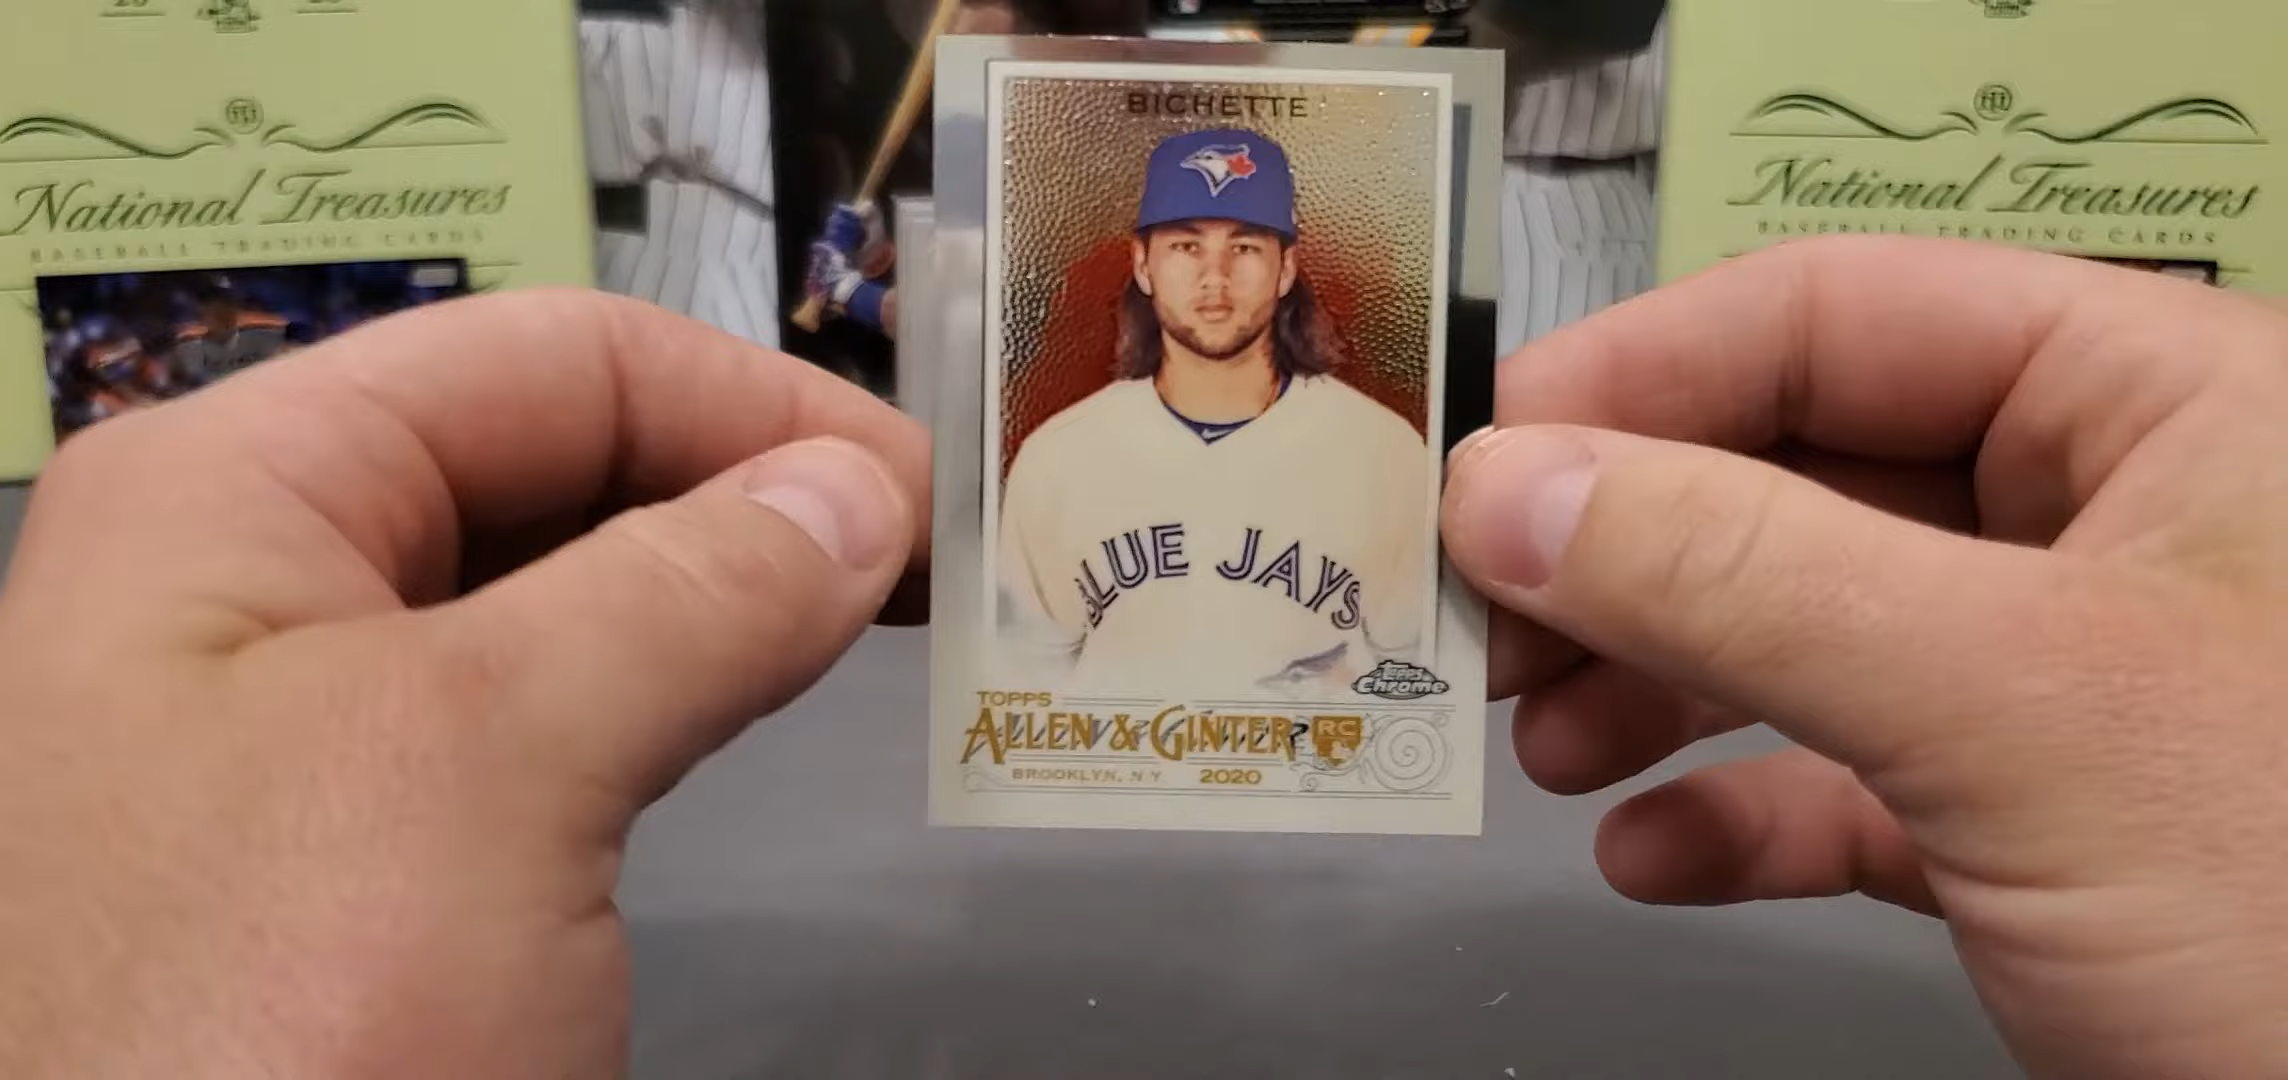 National Treasures
BASEBALL TRADING CARDS
BICHETTE
BLUE JAYS
Topps
Chrome
TOPPS
ALLEN & GINTER RC
BROOKLYN, N.Y. 2020
National Treasures
BASEBALL TRADING CARDS